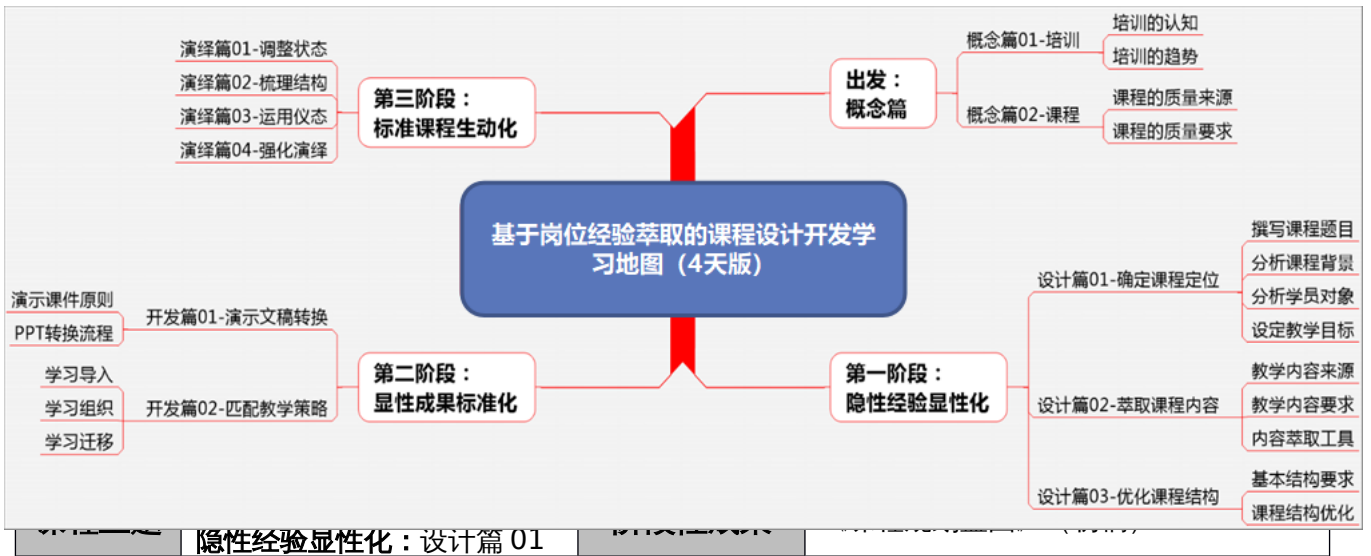 基于岗位经验萃取的课程设计开发学
习地图（4天版）
出发：
概念篇
概念篇01-培训
培训的认知
培训的趋势
概念篇02-课程
课程的质量来源
课程的质量要求
第一阶段：
隐性经验显性化
设计篇01-确定课程定位
撰写课程题目
分析课程背景
分析学员对象
设定教学目标
设计篇02-萃取课程内容
教学内容来源
教学内容要求
内容萃取工具
设计篇03-优化课程结构
基本结构要求
课程结构优化
第二阶段：
显性成果标准化
开发篇01-演示文稿转换
演示课件原则
PPT转换流程
开发篇02-匹配教学策略
学习导入
学习组织
学习迁移
第三阶段：
标准课程生动化
演绎篇01-调整状态
演绎篇02-梳理结构
演绎篇03-运用仪态
演绎篇04-强化演绎
隐性经验显性化：设计篇 01